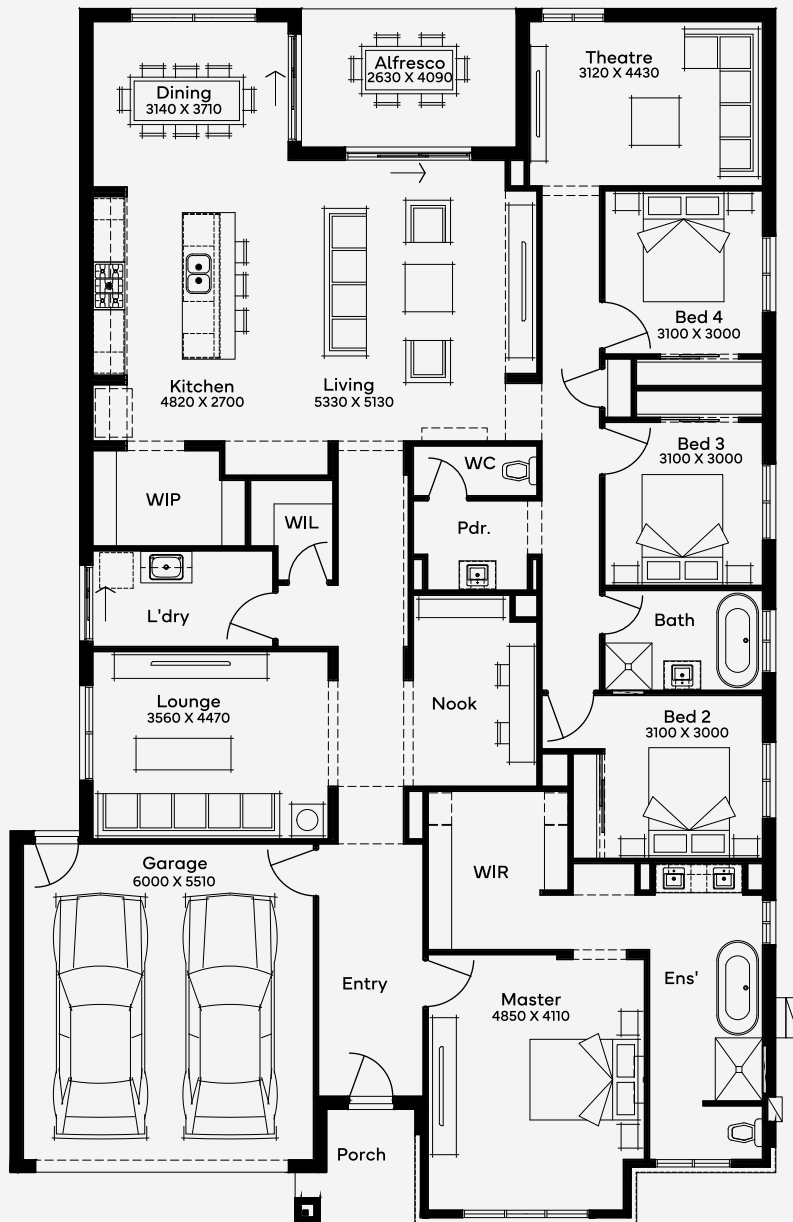 Dining
3140 X 3710
Alfresco
2630 X 4090
Theatre
3120 X 4430
Bed 4
3100 X 3000
Kitchen
4820 X 2700
Living
5330 X 5130
WC
Bed 3
3100 X 3000
WIP
WIL
Pdr.
L'dry
Bath
Lounge
3560 X 4470
Nook
Bed 2
3100 X 3000
Garage
6000 X 5510
WIR
Entry
Ens'
Master
4850 X 4110
Porch